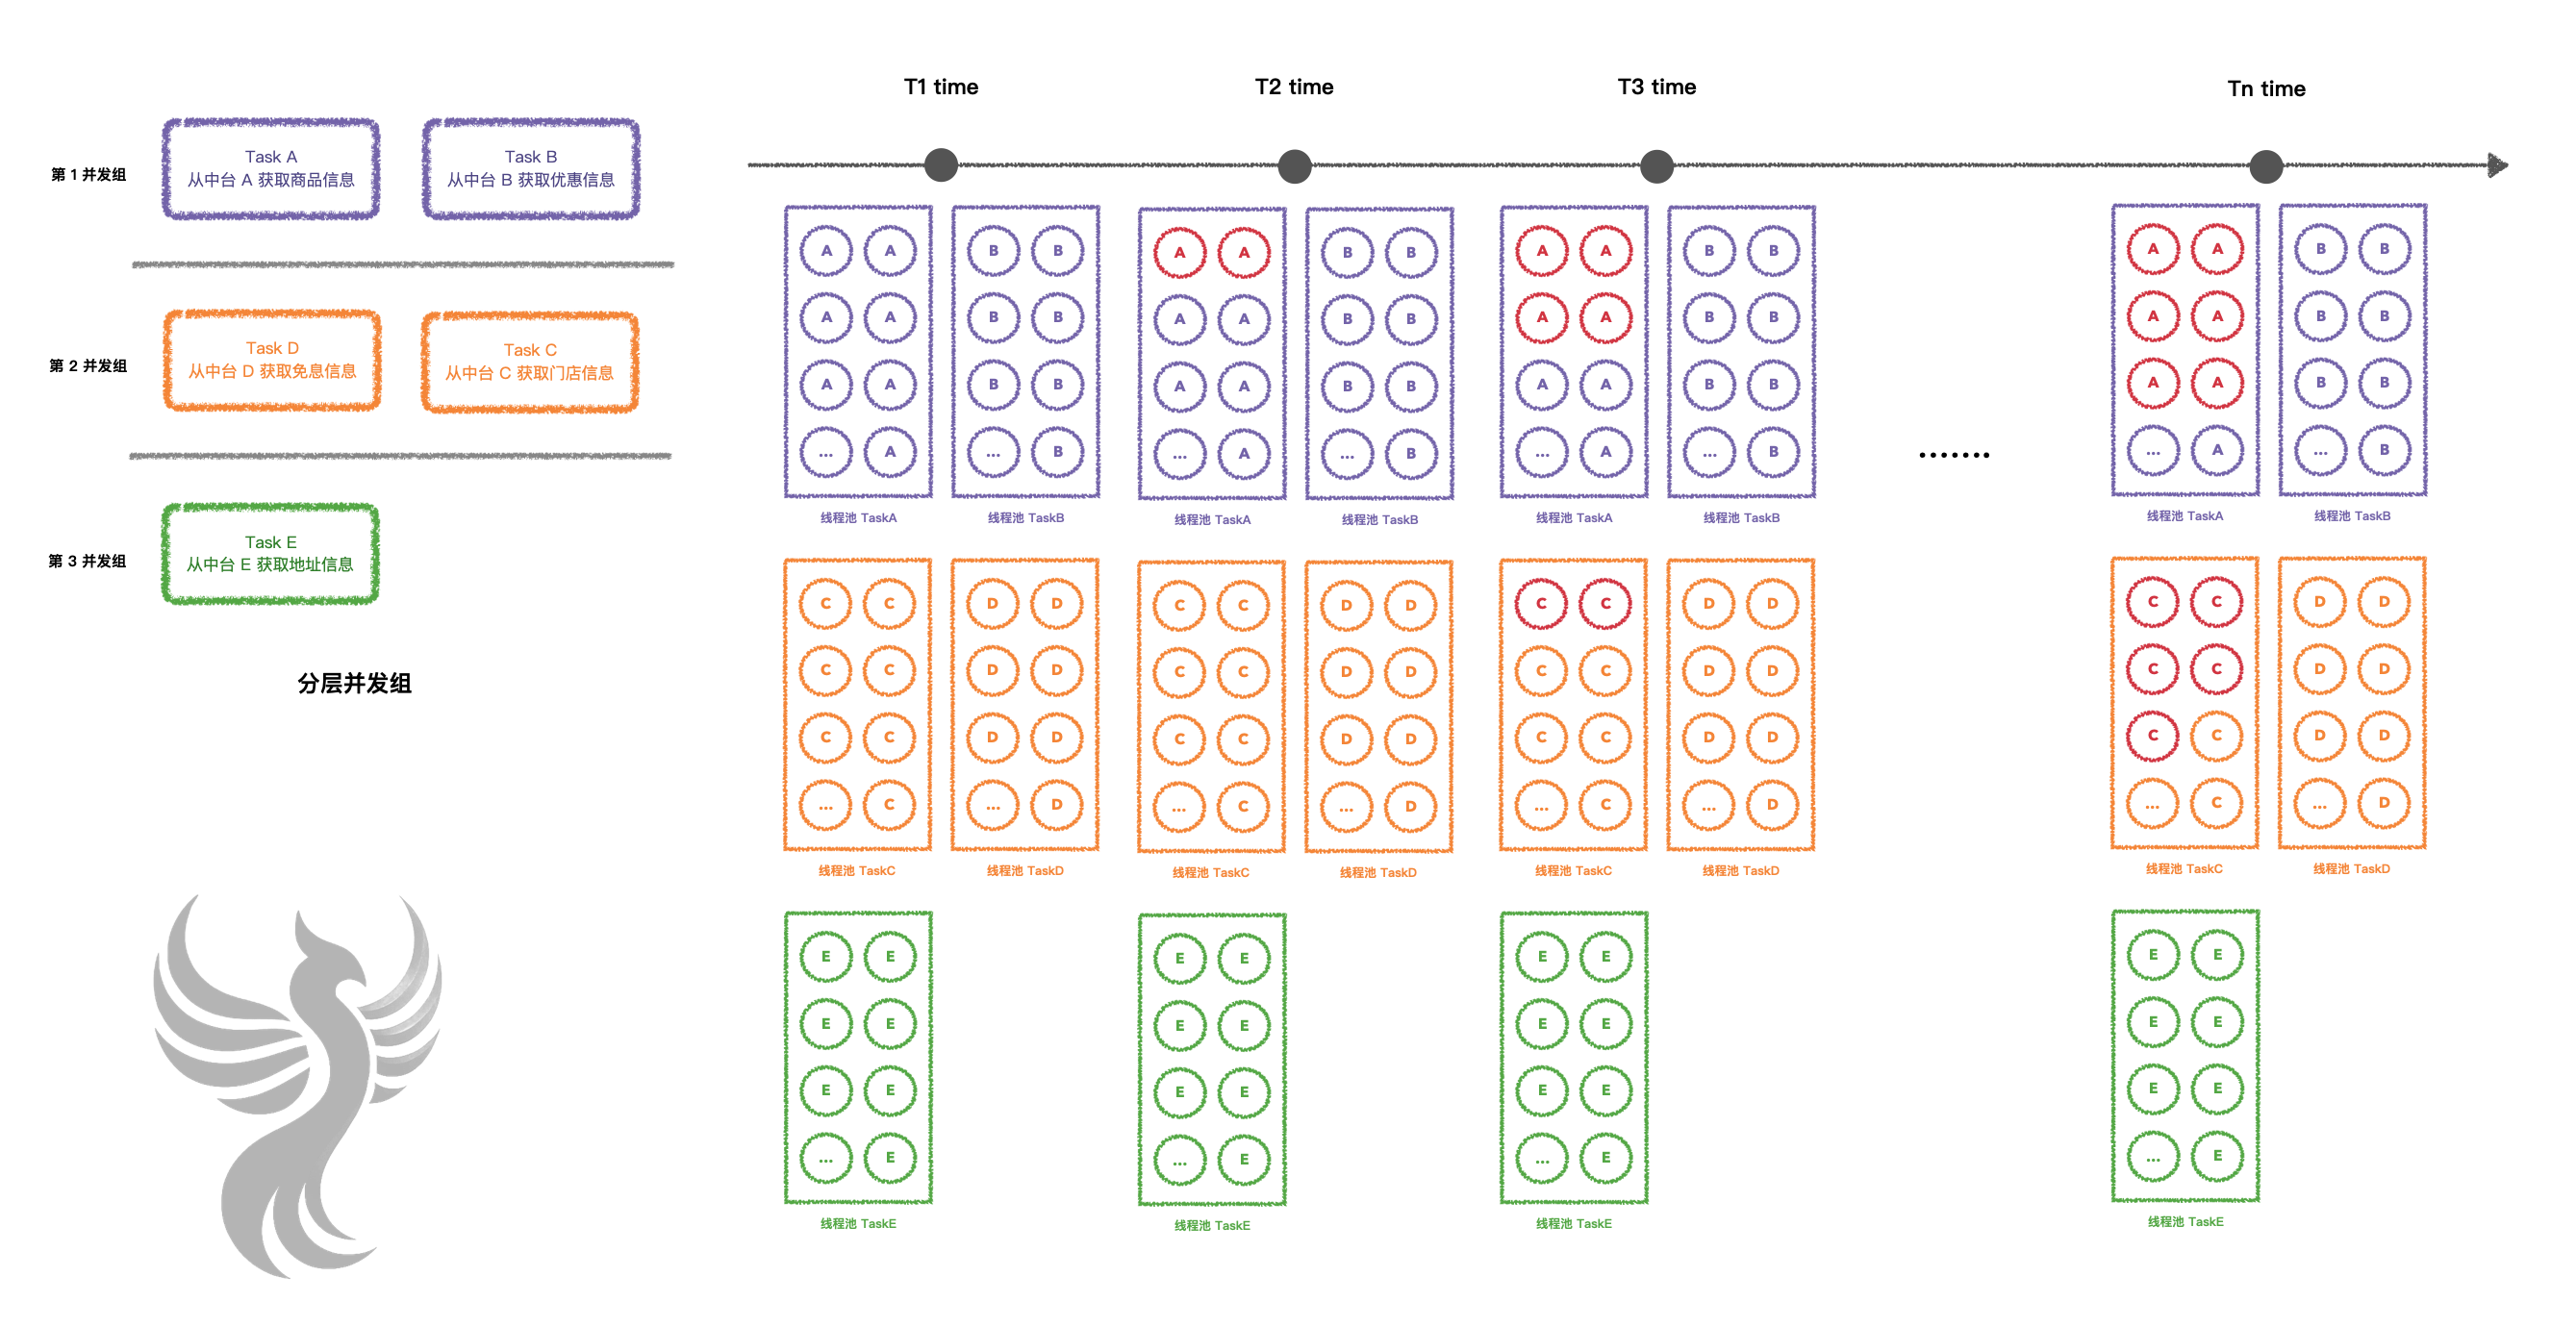 第 1 并发组
Task A
从中台 A 获取商品信息
Task B
从中台 B 获取优惠信息
第 2 并发组
Task D
从中台 D 获取免息信息
Task C
从中台 C 获取门店信息
第 3 并发组
Task E
从中台 E 获取地址信息
分层并发组
T1 time
T2 time
T3 time
Tn time
A A B B A A B B A A B B A A B B
A A B B A A B B A A B B A A B B
A A B B A A B B A A B B A A B B
... A ... B ... A ... B ... A ... B ... A ... B
.......
线程池 TaskA
线程池 TaskB
线程池 TaskA
线程池 TaskB
线程池 TaskA
线程池 TaskB
线程池 TaskA
线程池 TaskB
C C D D C C D D C C D D C C D D
C C D D C C D D C C D D C C D D
C C D D C C D D C C D D C C D D
... C ... D ... C ... D ... C ... D ... C ... D
线程池 TaskC
线程池 TaskD
线程池 TaskC
线程池 TaskD
线程池 TaskC
线程池 TaskD
线程池 TaskC
线程池 TaskD
E E E E E E E E
E E E E E E E E
E E E E E E E E
... E ... E ... E ... E
线程池 TaskE
线程池 TaskE
线程池 TaskE
线程池 TaskE